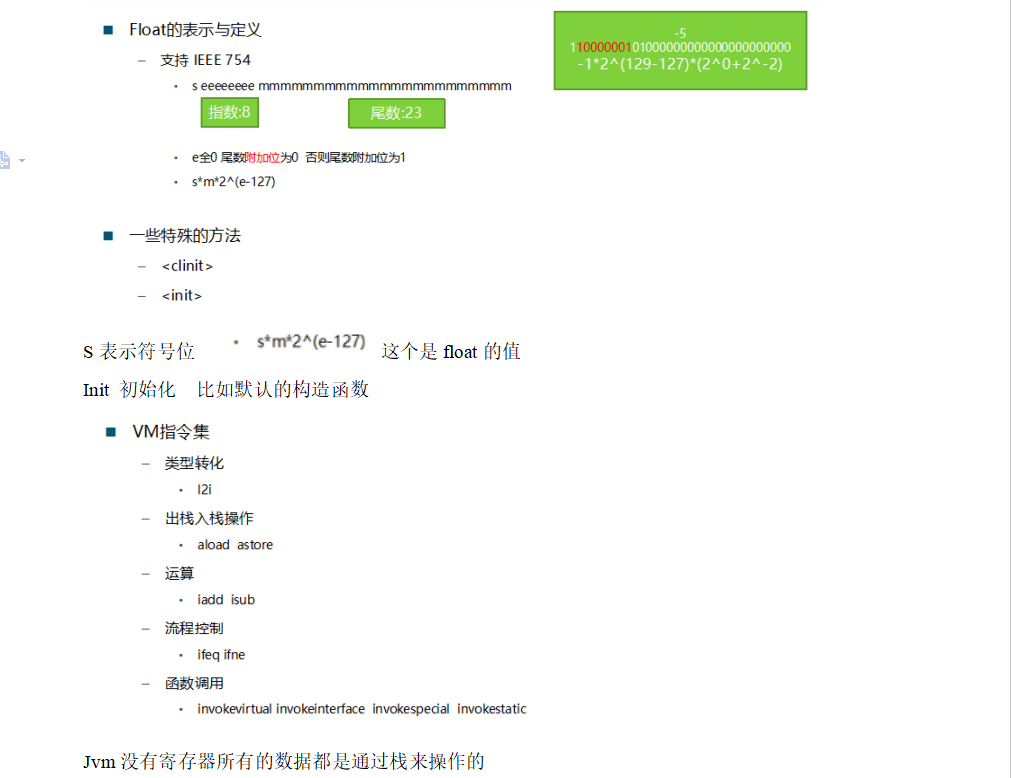 Float的表示与定义
支持 IEEE 754
s eeeeeeee mmmmmmmmmmmmmmmmmmmmmmm
指数:8 尾数:23
e全0 尾数附加位为0 否则尾数附加位为1
s*m*2^(e-127)
-5
11000000101000000000000000000000
-1*2^(129-127)*(2^0+2^-2)
一些特殊的方法
<clinit>
<init>
S 表示符号位 s*m*2^(e-127) 这个是 float 的值
Init 初始化 比如默认的构造函数
VM指令集
类型转化
l2i
出栈入栈操作
aload astore
运算
iadd isub
流程控制
ifeq ifne
函数调用
invokevirtual invokeinterface invokespecial invokestatic
Jvm 没有寄存器所有的数据都是通过栈来操作的